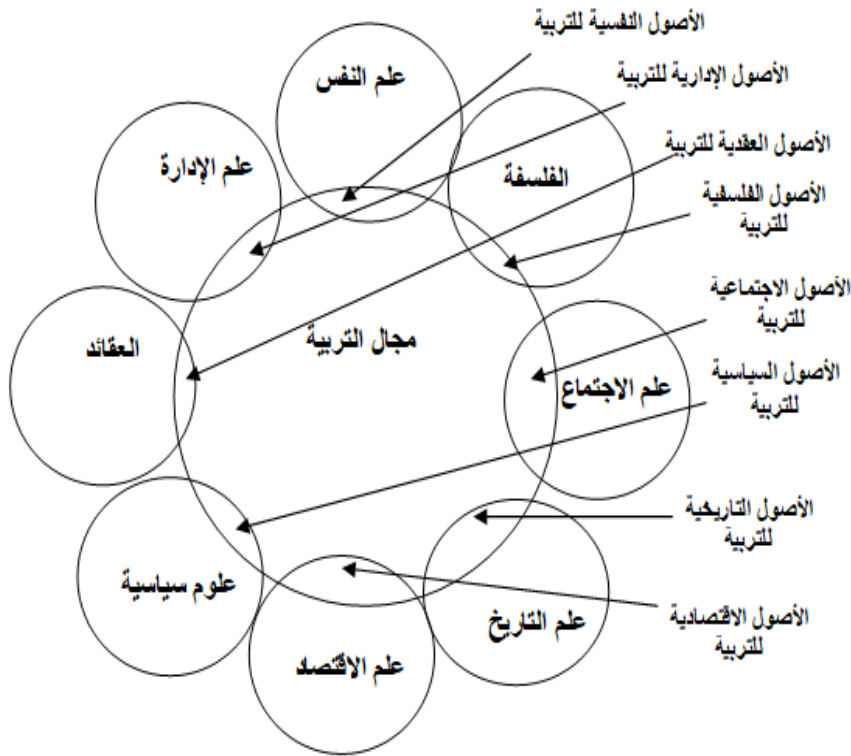 الأصول النفسية للتربية
علم النفس
الأصول الإدارية للتربية
علم الإدارة
الأصول العقدية للتربية
الفلسفة
الأصول الفلسفية
للتربية
الأصول الاجتماعية
للتربية
مجال التربية
العقائد
الأصول السياسية
للتربية
علم الاجتماع
الأصول التاريخية
للتربية
علوم سياسية
علم التاريخ
الأصول الاقتصادية
للتربية
علم الاقتصاد